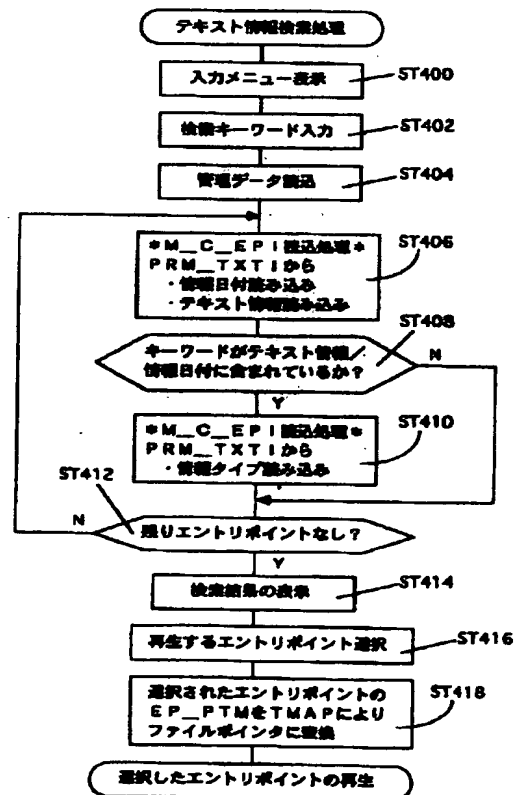 テキスト情報検索処理
入力メニュー表示
ST400
検索キーワード入力
ST402
管理データ読込
ST404
*M__C__EPI読込処理*
PRM__TXTIから
・情報日付読み込み
・テキスト情報読み込み
ST406
キーワードがテキスト情報/
情報日付に含まれているか?
ST408
N
Y
*M__C__EPI読込処理*
PRM__TXTIから
・情報タイプ読み込み
ST410
ST412
残りエントリポイントなし?
N
Y
検索結果の表示
ST414
再生するエントリポイント選択
ST416
選択されたエントリポイントの
EP__PTMをTMAPにより
ファイルポインタに変換
ST418
選択したエントリポイントの再生